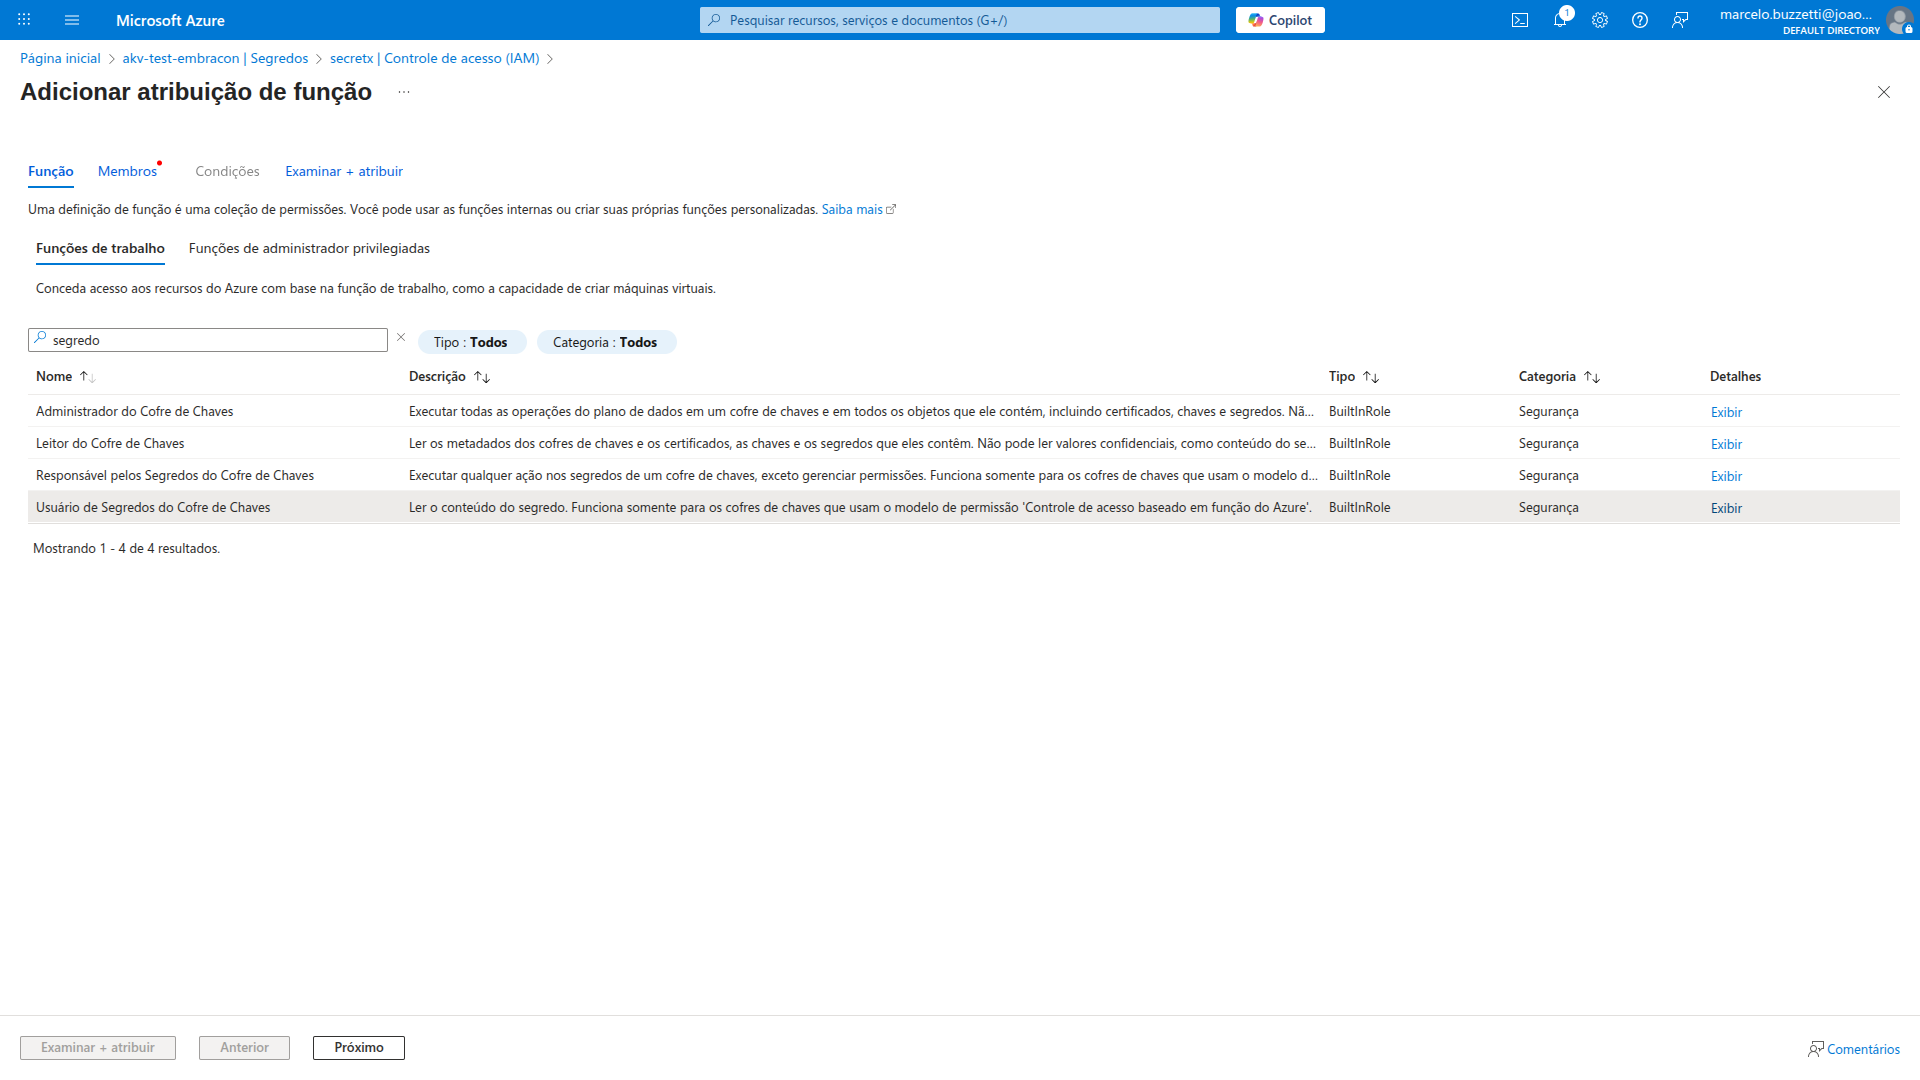 Microsoft Azure
Pesquisar recursos, serviços e documentos (G+/)
Copilot
1
marcelo.buzzetti@joao...
DEFAULT DIRECTORY
Página inicial > akv-test-embracon | Segredos > secretx | Controle de acesso (IAM) >
Adicionar atribuição de função ...
Função Membros Condições Examinar + atribuir
Uma definição de função é uma coleção de permissões. Você pode usar as funções internas ou criar suas próprias funções personalizadas. Saiba mais
Funções de trabalho Funções de administrador privilegiadas
Conceda acesso aos recursos do Azure com base na função de trabalho, como a capacidade de criar máquinas virtuais.
segredo Tipo : Todos Categoria : Todos
Nome Descrição Tipo Categoria Detalhes
Administrador do Cofre de Chaves Executar todas as operações do plano de dados em um cofre de chaves e em todos os objetos que ele contém, incluindo certificados, chaves e segredos. Nã... BuiltInRole Segurança Exibir
Leitor do Cofre de Chaves Ler os metadados dos cofres de chaves e os certificados, as chaves e os segredos que eles contêm. Não pode ler valores confidenciais, como conteúdo do se... BuiltInRole Segurança Exibir
Responsável pelos Segredos do Cofre de Chaves Executar qualquer ação nos segredos de um cofre de chaves, exceto gerenciar permissões. Funciona somente para os cofres de chaves que usam o modelo d... BuiltInRole Segurança Exibir
Usuário de Segredos do Cofre de Chaves Ler o conteúdo do segredo. Funciona somente para os cofres de chaves que usam o modelo de permissão 'Controle de acesso baseado em função do Azure'. BuiltInRole Segurança Exibir
Mostrando 1 - 4 de 4 resultados.
Examinar + atribuir Anterior Próximo Comentários